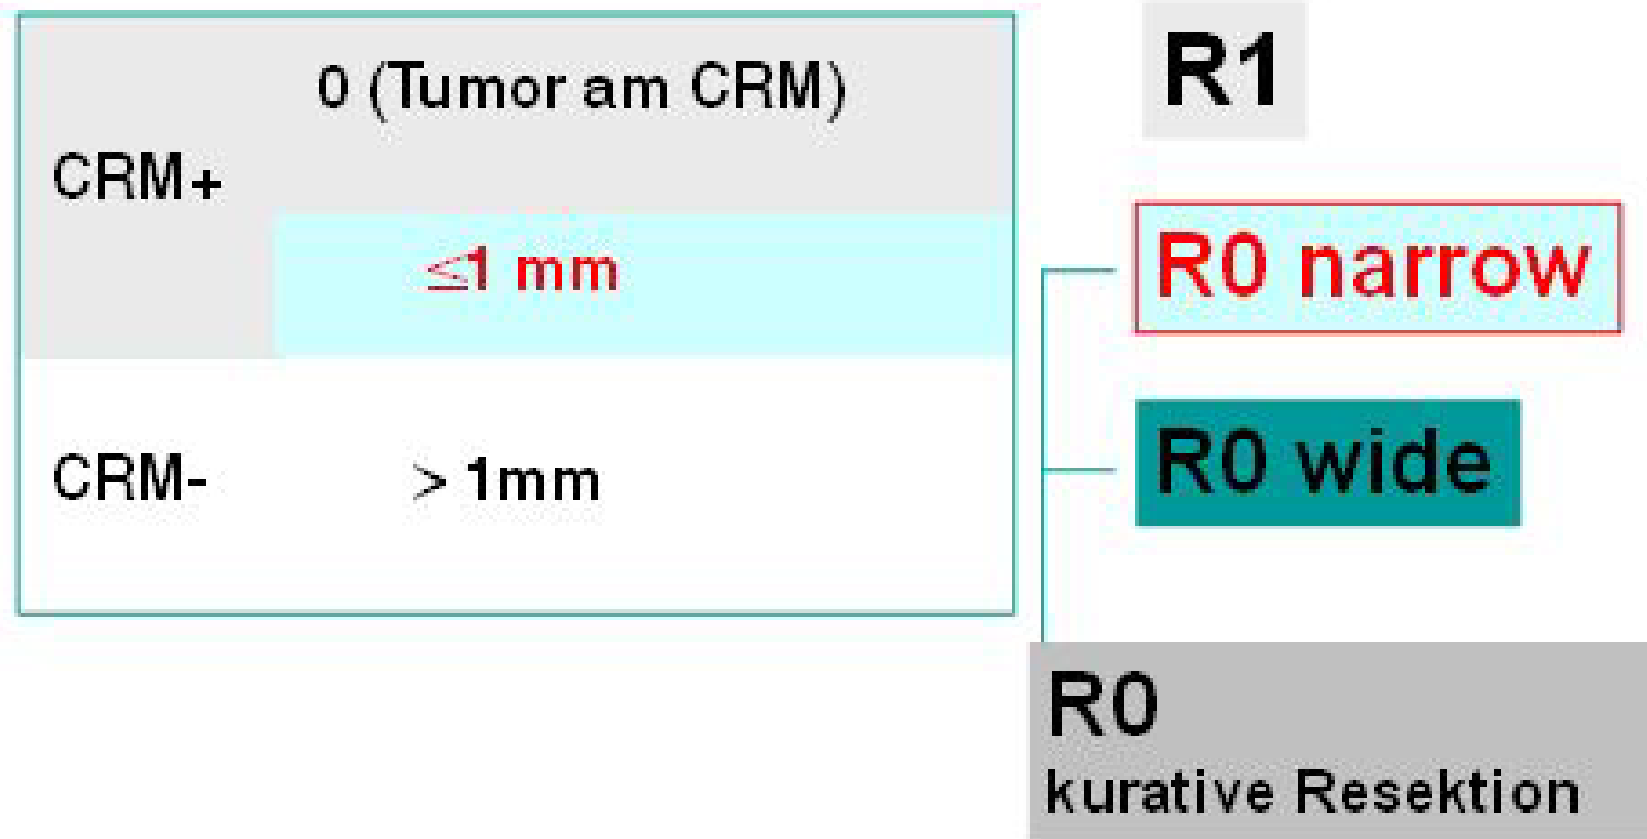 0 (Tumor am CRM)
CRM+
≤1 mm
CRM-
> 1mm
R1
R0 narrow
R0 wide
R0
kurative Resektion